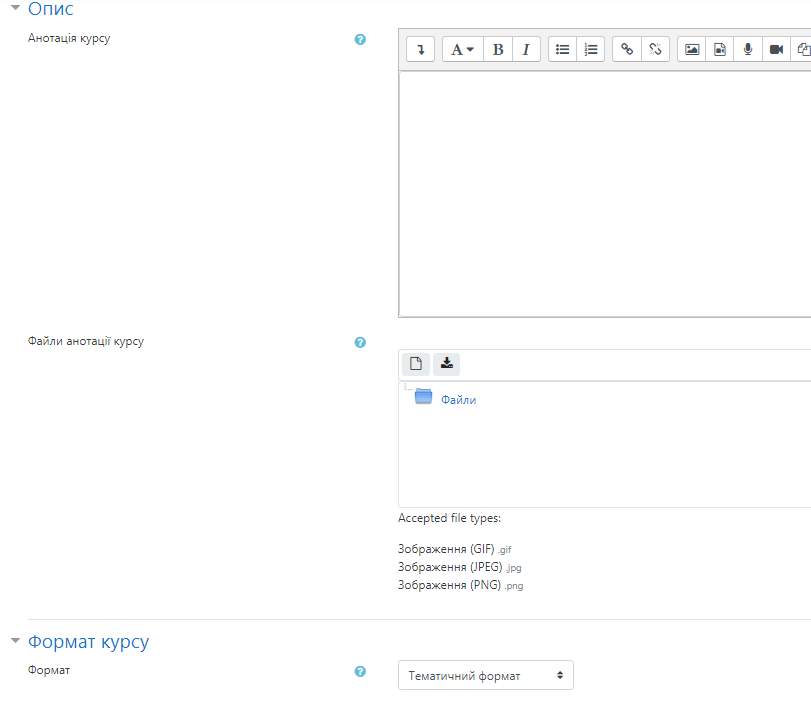 Опис
Анотація курсу
A B I
Файли анотації курсу
Файли
Accepted file types:
Зображення (GIF) .gif
Зображення (JPEG) .jpg
Зображення (PNG) .png
Формат курсу
Формат
Тематичний формат